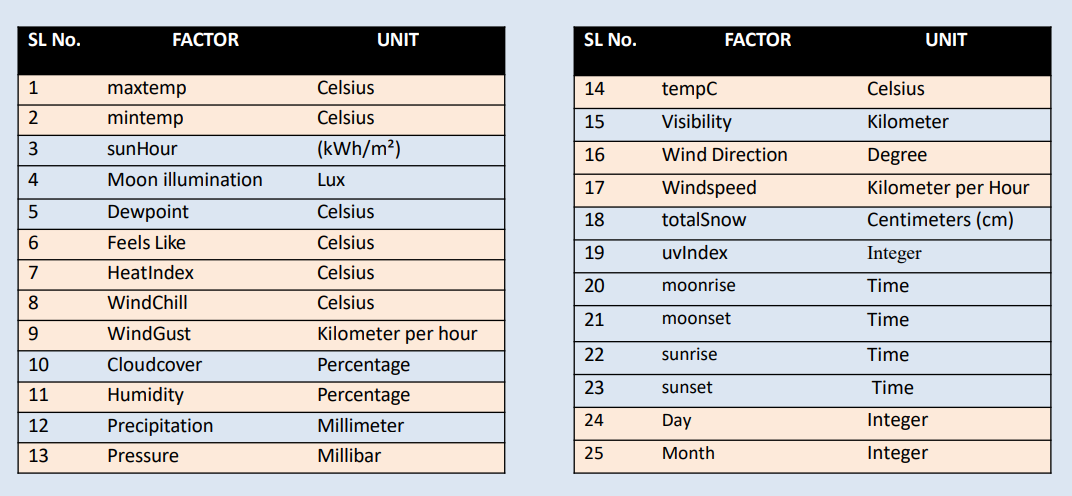 SL No. FACTOR UNIT
1 maxtemp Celsius
2 mintemp Celsius
3 sunHour (kWh/m²)
4 Moon illumination Lux
5 Dewpoint Celsius
6 Feels Like Celsius
7 HeatIndex Celsius
8 WindChill Celsius
9 WindGust Kilometer per hour
10 Cloudcover Percentage
11 Humidity Percentage
12 Precipitation Millimeter
13 Pressure Millibar
SL No. FACTOR UNIT
14 tempC Celsius
15 Visibility Kilometer
16 Wind Direction Degree
17 Windspeed Kilometer per Hour
18 totalSnow Centimeters (cm)
19 uvIndex Integer
20 moonrise Time
21 moonset Time
22 sunrise Time
23 sunset Time
24 Day Integer
25 Month Integer